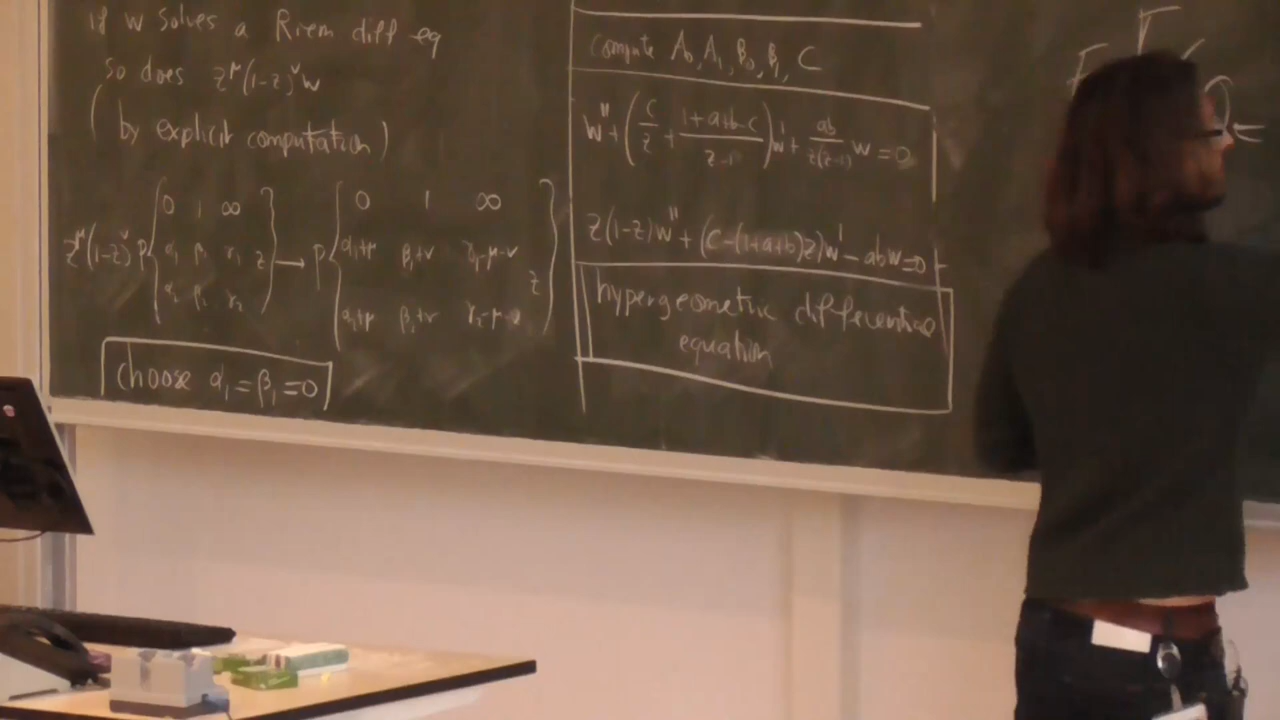 if w solves a Riem diff eq
so does z^μ(1-z)^ν w
(by explicit computation)
z^μ(1-z)^ν P { 0 1 ∞
α₁ β₁ γ₁ z
α₂ β₂ γ₂ } → P { 0 1 ∞
α₁+μ β₁+ν γ₁-μ-ν z
α₂+μ β₂+ν γ₂-μ-ν }
choose α₁=β₁=0
compute A₀, A₁, B₀, B₁, C
w'' + (c/z + (1+a+b-c)/(z-1)) w' + ab/(z(z-1)) w = 0
z(1-z)w'' + (c-(1+a+b)z)w' - abw=0
hypergeometric differential
equation